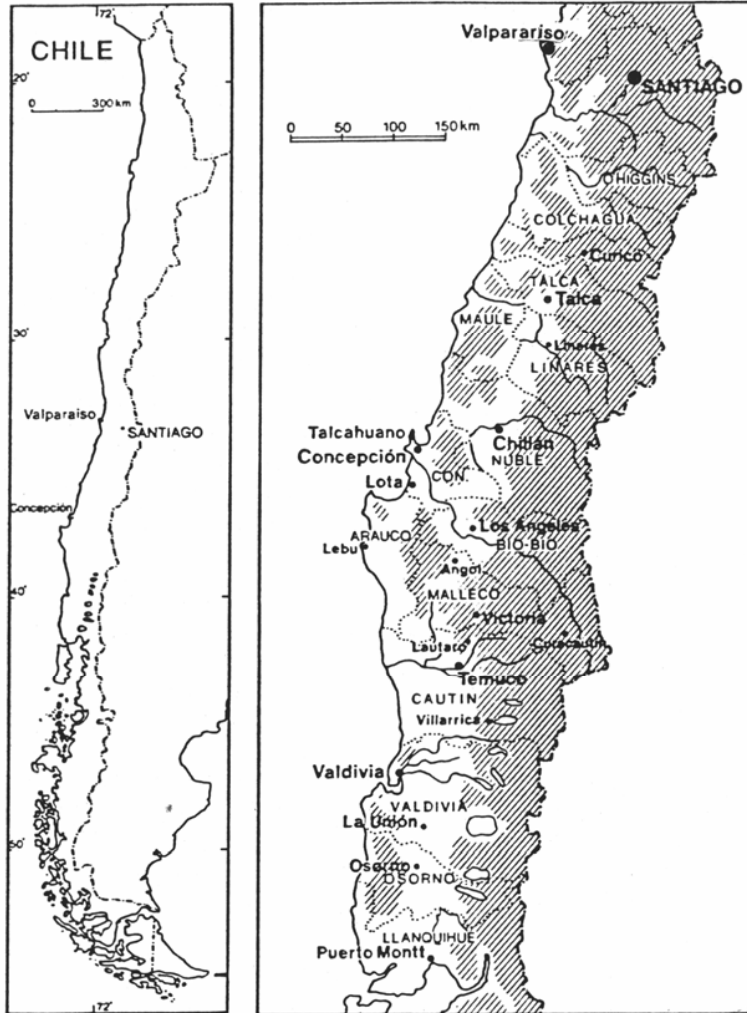 72°
CHILE
20°
0 300 km
30°
Valparaiso
SANTIAGO
Concepción
40°
50°
72°
Valparariso
SANTIAGO
0 50 100 150 km
O'HIGGINS
COLCHAGUA
Curicó
TALCA
Talca
MAULE
Linares
LINARES
Talcahuano
Chillán
Concepción
ÑUBLE
CON.
Lota
Los Angeles
ARAUCO
BIO-BIO
Lebu
Angol
MALLECO
Victoria
Lautaro
Curacautín
Temuco
CAUTIN
Villarrica
Valdivia
VALDIVIA
La Unión
Osorno
OSORNO
LLANQUIHUE
Puerto Montt